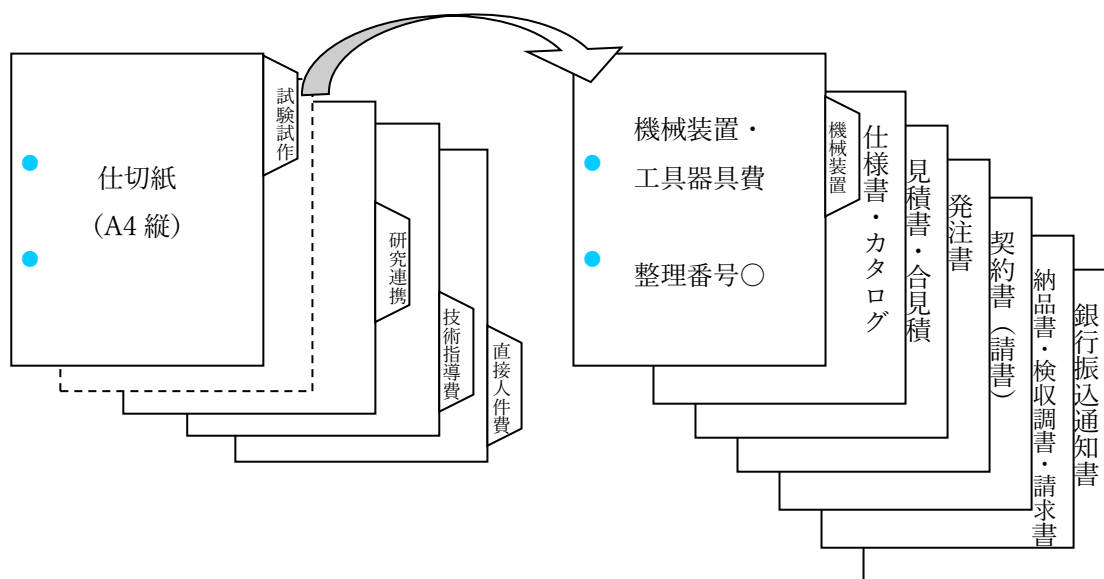 仕切紙
（A4 縦）
試験試作
研究連携
技術指導費
直接人件費
機械装置・
工具器具費
整理番号○
機械装置
仕様書・カタログ
見積書・合見積
発注書
契約書（請書）
納品書・検収調書・請求書
銀行振込通知書